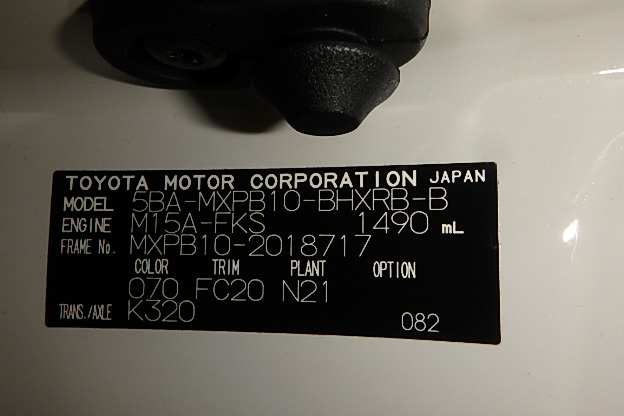 TOYOTA MOTOR CORPORATION JAPAN
MODEL 5BA-MXPB10-BHXRB-B
ENGINE M15A-FKS 1490 mL
FRAME No. MXPB10-2018717
COLOR TRIM PLANT OPTION
070 FC20 N21
TRANS./AXLE K320 082